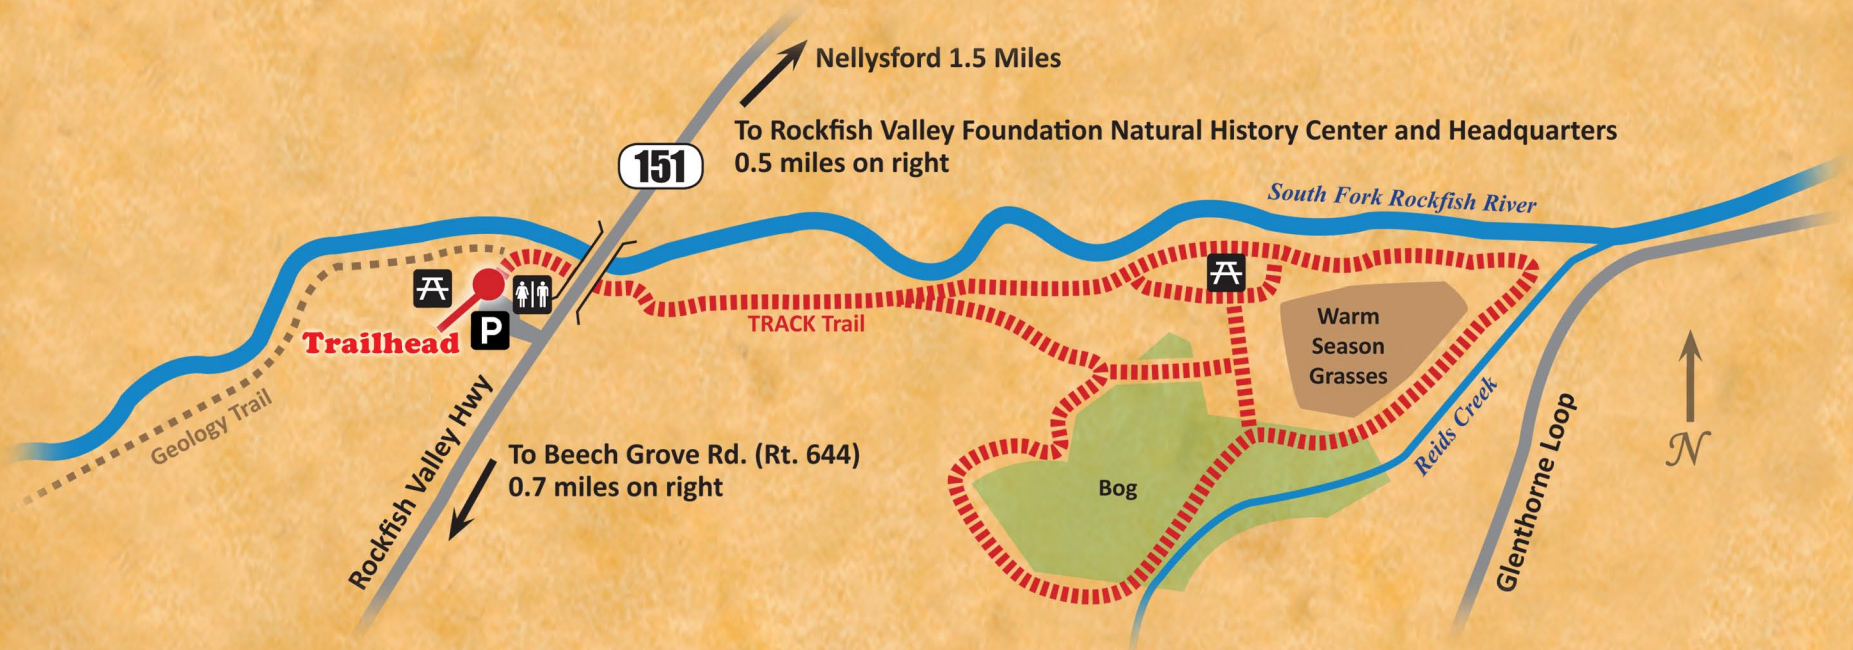 Nellysford 1.5 Miles
To Rockfish Valley Foundation Natural History Center and Headquarters
0.5 miles on right
151
South Fork Rockfish River
Trailhead
P
TRACK Trail
Warm
Season
Grasses
Geology Trail
Rockfish Valley Hwy
To Beech Grove Rd. (Rt. 644)
0.7 miles on right
Bog
Reids Creek
Glenthorne Loop
N